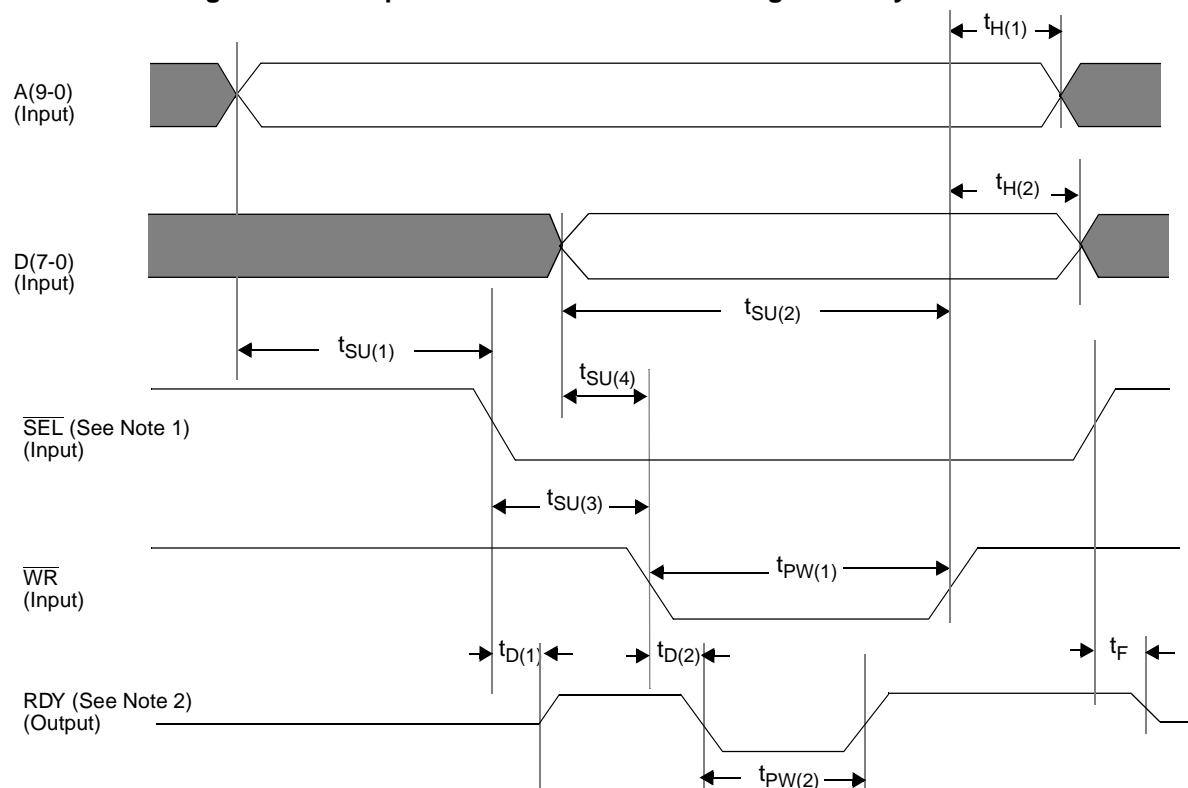 tH(1)
A(9-0)
(Input)
tH(2)
D(7-0)
(Input)
tSU(2)
tSU(1)
tSU(4)
SEL (See Note 1)
(Input)
tSU(3)
tPW(1)
WR
(Input)
tD(1)
tD(2)
tF
RDY (See Note 2)
(Output)
tPW(2)